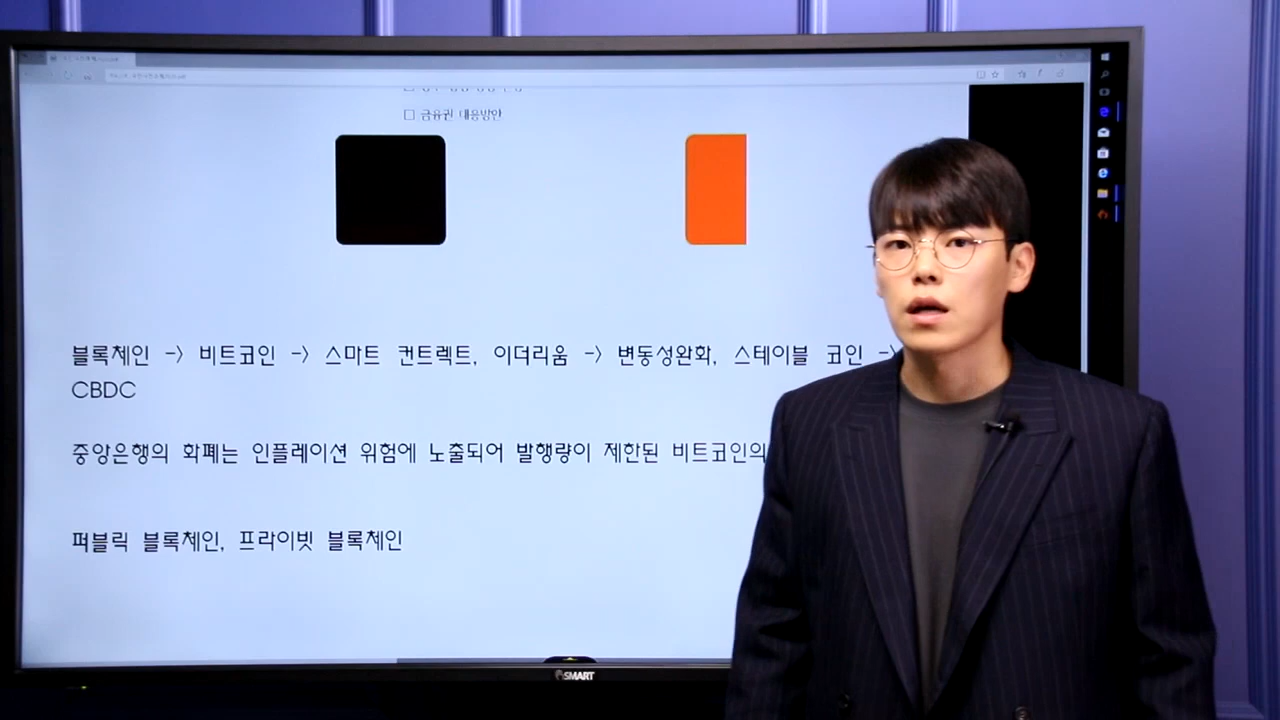 □ 금융권 대응방안
블록체인 -> 비트코인 -> 스마트 컨트렉트, 이더리움 -> 변동성완화, 스테이블 코인 ->
CBDC
중앙은행의 화폐는 인플레이션 위험에 노출되어 발행량이 제한된 비트코인의
퍼블릭 블록체인, 프라이빗 블록체인
SMART